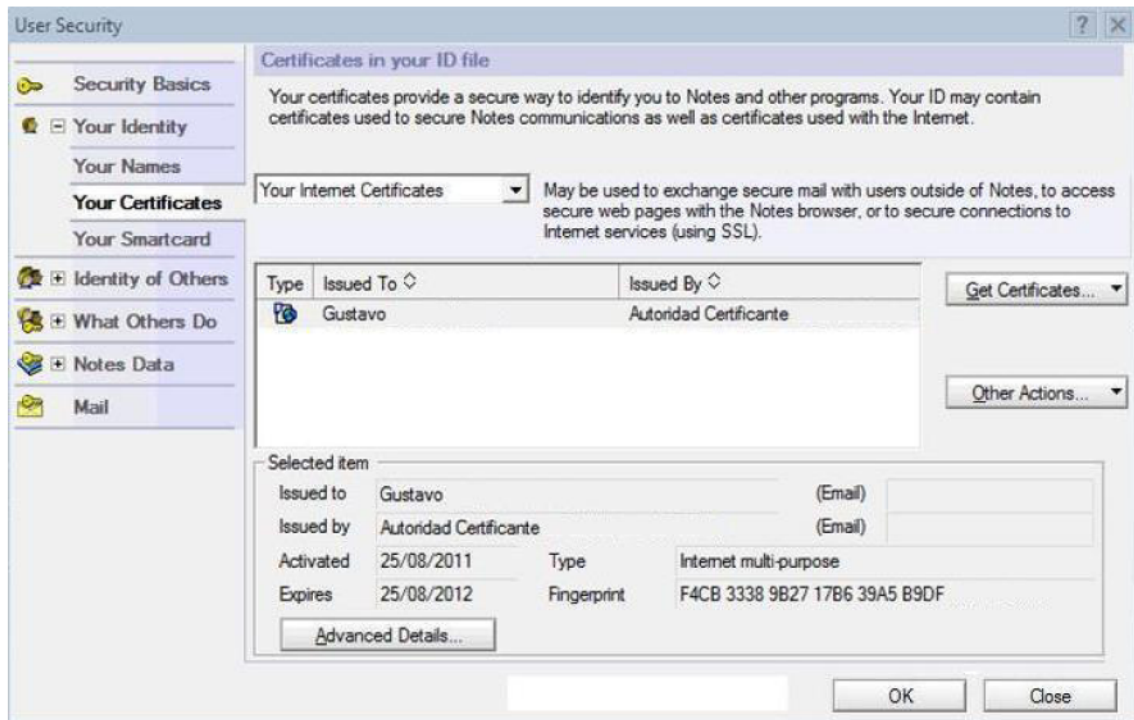 User Security
Security Basics
Your Identity
Your Names
Your Certificates
Your Smartcard
Identity of Others
What Others Do
Notes Data
Mail
Certificates in your ID file
Your certificates provide a secure way to identify you to Notes and other programs. Your ID may contain
certificates used to secure Notes communications as well as certificates used with the Internet.
Your Internet Certificates
May be used to exchange secure mail with users outside of Notes, to access
secure web pages with the Notes browser, or to secure connections to
Internet services (using SSL).
Type Issued To Issued By
Gustavo Autoridad Certificante
Get Certificates...
Other Actions...
Selected item
Issued to Gustavo (Email)
Issued by Autoridad Certificante (Email)
Activated 25/08/2011 Type Internet multi-purpose
Expires 25/08/2012 Fingerprint F4CB 3338 9B27 17B6 39A5 B9DF
Advanced Details...
OK Close